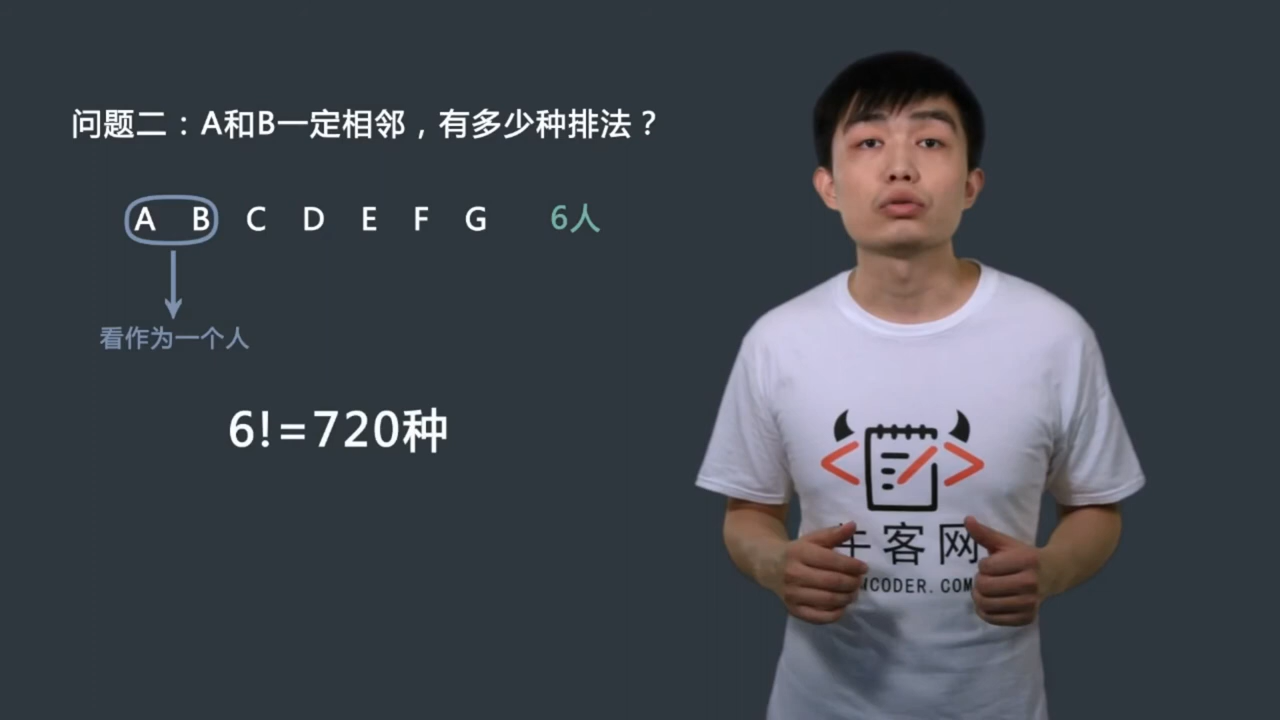 问题二：A和B一定相邻，有多少种排法？
A B C D E F G 6人
看作为一个人
6!=720种
牛客网
CODER.COM